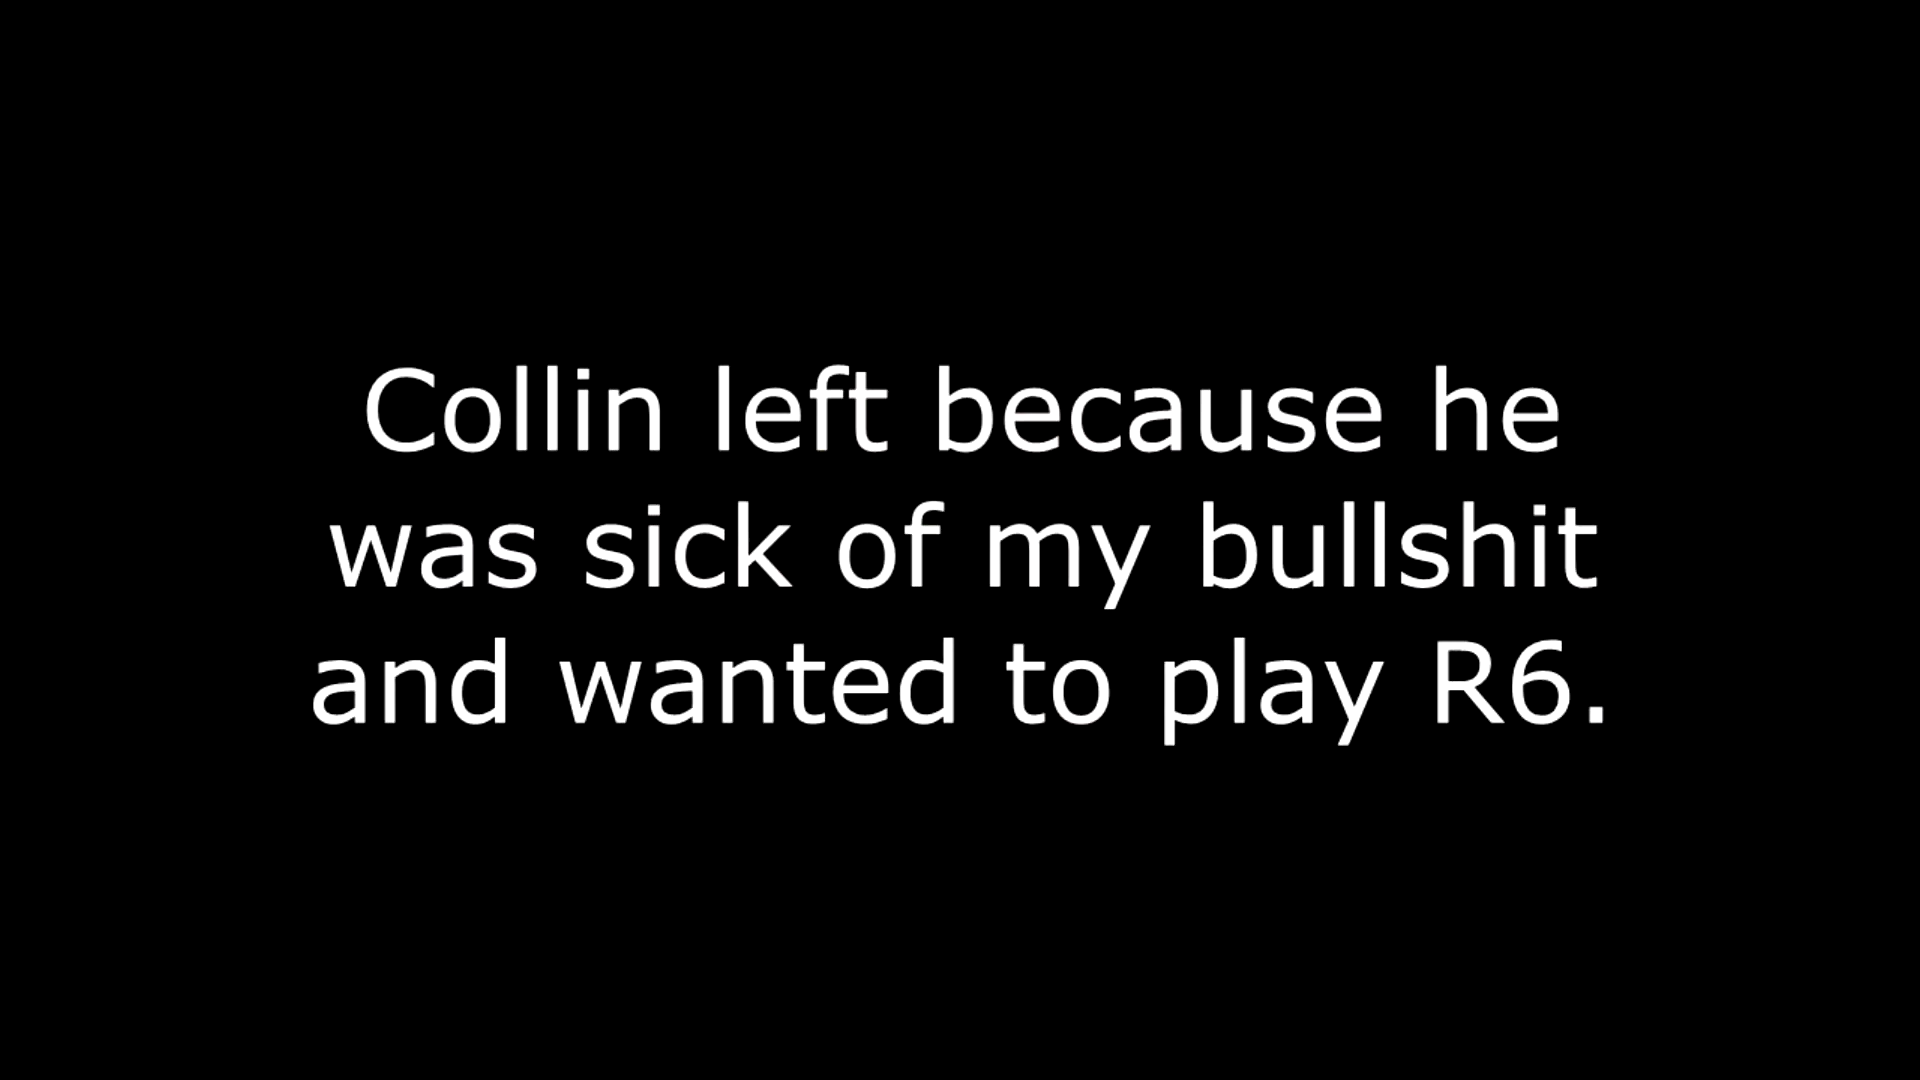 Collin left because he
was sick of my bullshit
and wanted to play R6.